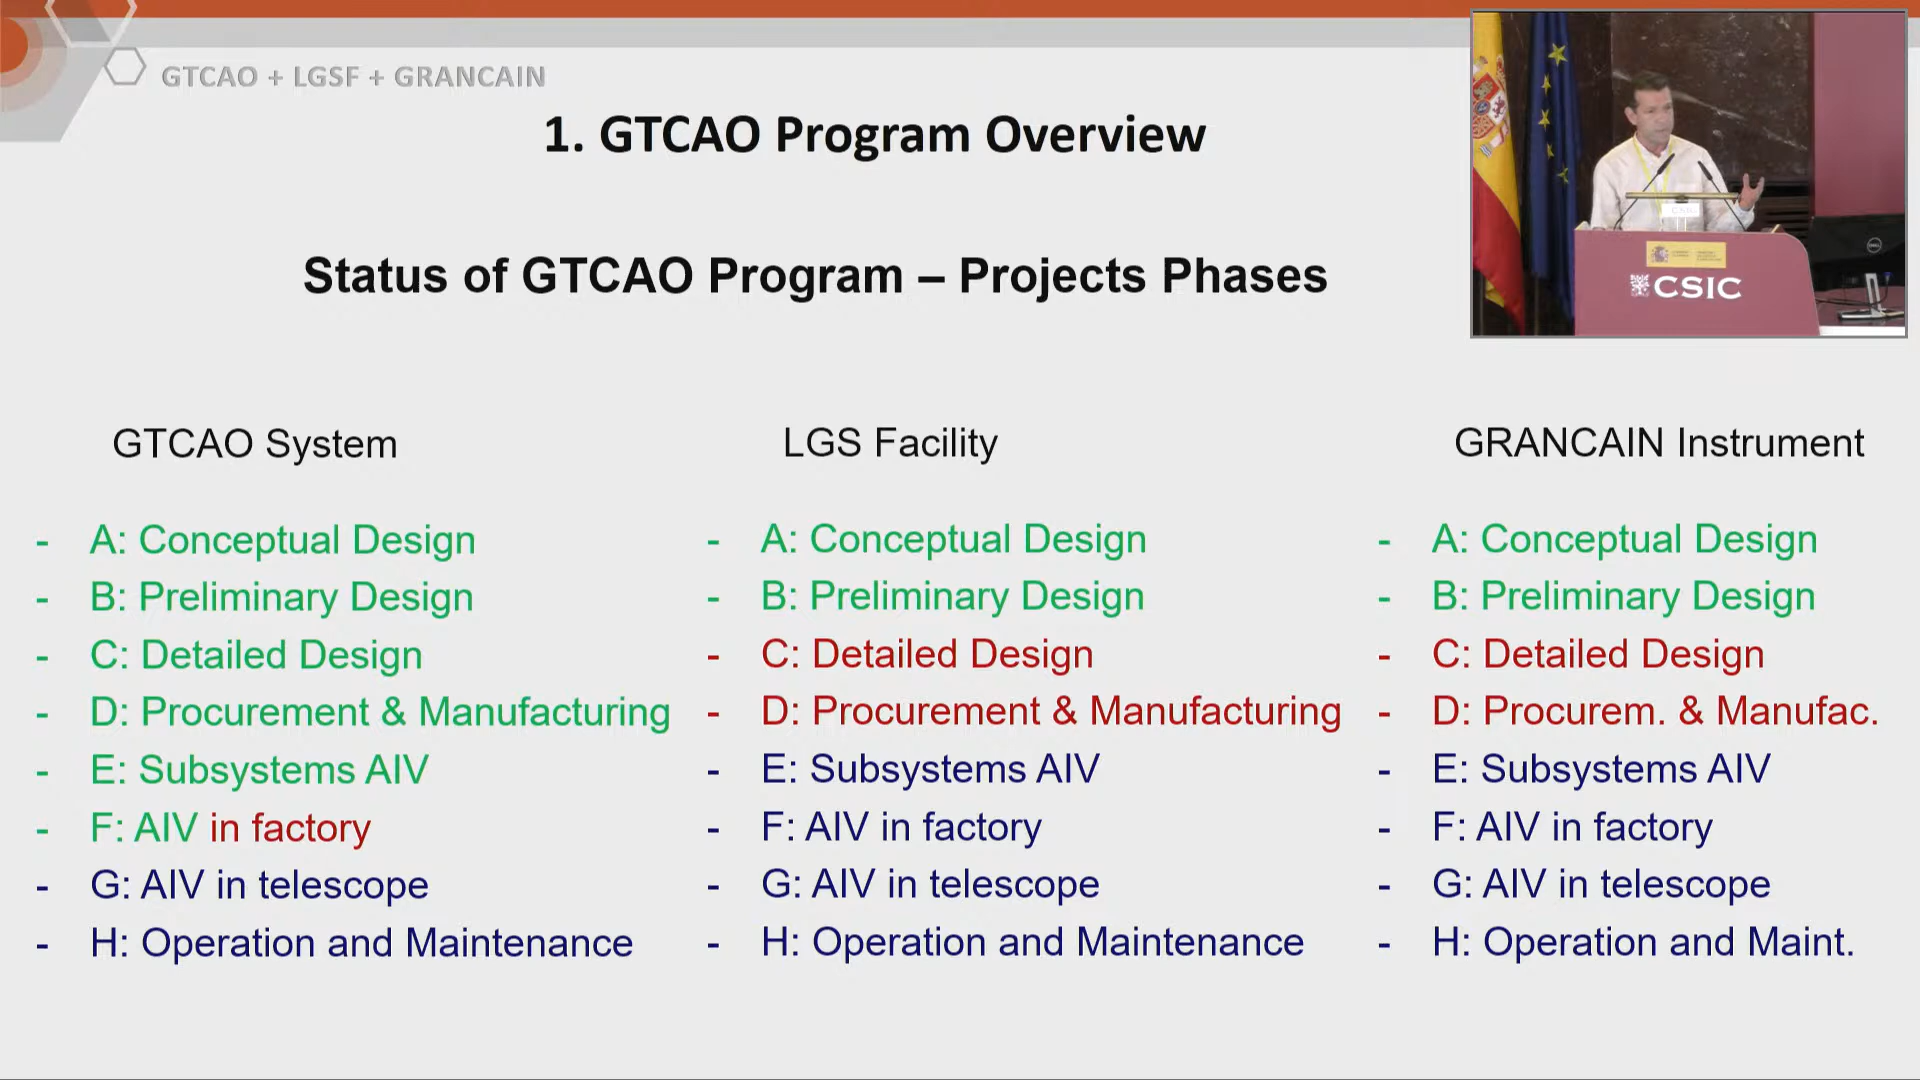 GTCAO + LGSF + GRANCAIN
1. GTCAO Program Overview
Status of GTCAO Program – Projects Phases
CSIC
GTCAO System
- A: Conceptual Design
- B: Preliminary Design
- C: Detailed Design
- D: Procurement & Manufacturing
- E: Subsystems AIV
- F: AIV in factory
- G: AIV in telescope
- H: Operation and Maintenance
LGS Facility
- A: Conceptual Design
- B: Preliminary Design
- C: Detailed Design
- D: Procurement & Manufacturing
- E: Subsystems AIV
- F: AIV in factory
- G: AIV in telescope
- H: Operation and Maintenance
GRANCAIN Instrument
- A: Conceptual Design
- B: Preliminary Design
- C: Detailed Design
- D: Procurem. & Manufac.
- E: Subsystems AIV
- F: AIV in factory
- G: AIV in telescope
- H: Operation and Maint.